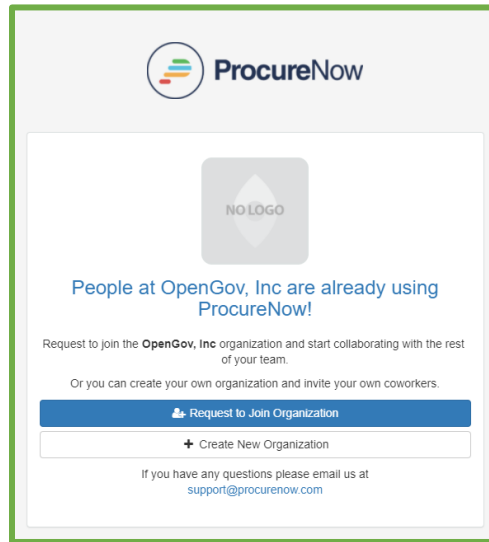 ProcureNow
NO LOGO
People at OpenGov, Inc are already using
ProcureNow!
Request to join the OpenGov, Inc organization and start collaborating with the rest
of your team.
Or you can create your own organization and invite your own coworkers.
Request to Join Organization
Create New Organization
If you have any questions please email us at
support@procurenow.com